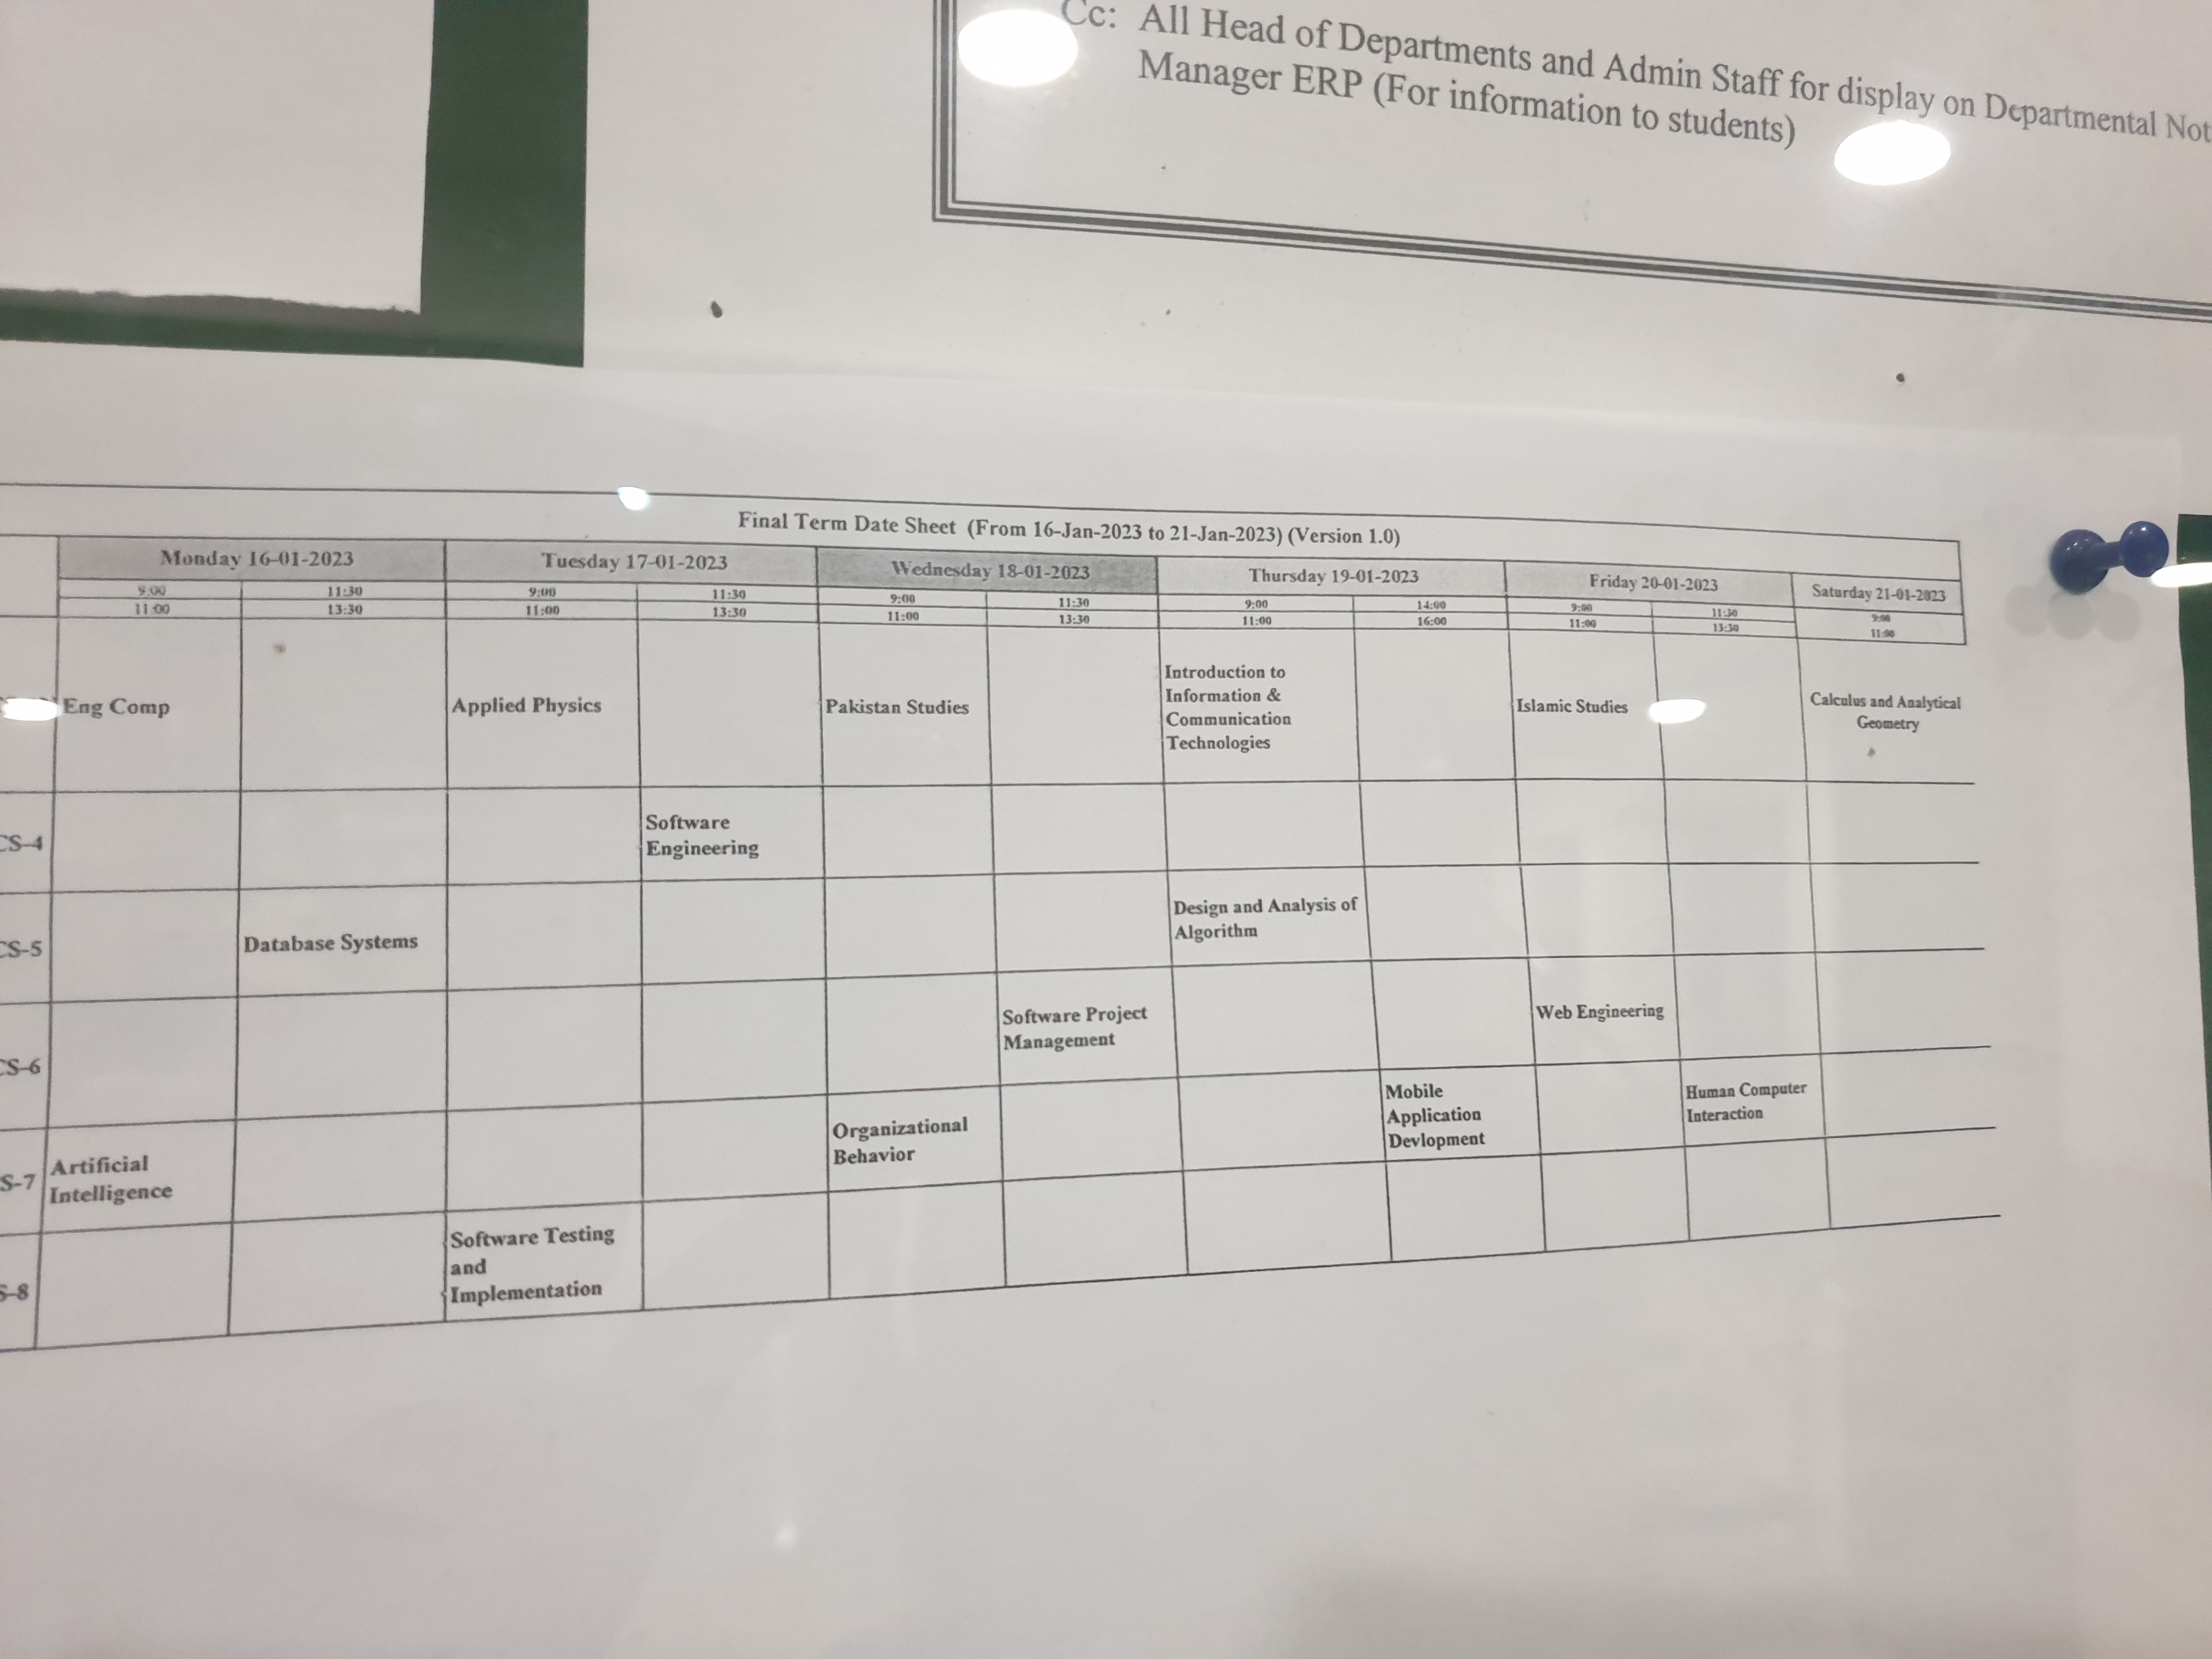 Cc: All Head of Departments and Admin Staff for display on Departmental
Manager ERP (For information to students)
Final Term Date Sheet (From 16-Jan-2023 to 21-Jan-2023) (Version 1.0)
Monday 16-01-2023 Tuesday 17-01-2023 Wednesday 18-01-2023 Thursday 19-01-2023 Friday 20-01-2023 Saturday 21-01-2023
9:00 11:30 9:00 11:30 9:00 11:30 9:00 14:00 9:00 11:30 9:00
11:00 13:30 11:00 13:30 11:00 13:30 11:00 16:00 11:00 13:30 11:00
Eng Comp
Applied Physics
Pakistan Studies
Introduction to
Information &
Communication
Technologies
Islamic Studies
Calculus and Analytical
Geometry
CS-4
Software
Engineering
CS-5
Database Systems
Design and Analysis of
Algorithm
CS-6
Software Project
Management
Web Engineering
S-7
Artificial
Intelligence
Organizational
Behavior
Mobile
Application
Devlopment
Human Computer
Interaction
S-8
Software Testing
and
Implementation